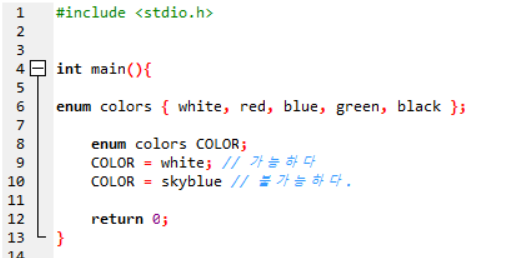 1 #include <stdio.h>
2
3
4 int main(){
5
6 enum colors { white, red, blue, green, black };
7
8 enum colors COLOR;
9 COLOR = white; // 가능하다
10 COLOR = skyblue // 불가능하다.
11
12 return 0;
13 }
14